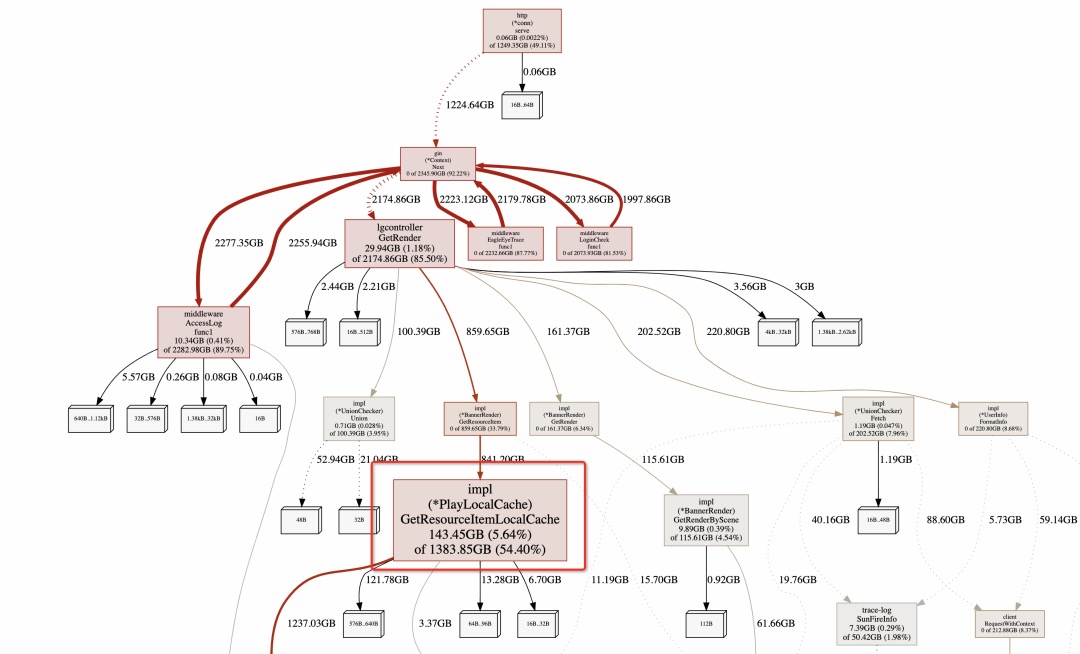 http
(*conn)
serve
0.06GB (0.0022%)
of 1249.35GB (49.11%)
0.06GB
16B..64B
1224.64GB
gin
(*Context)
Next
0 of 2345.90GB (92.22%)
2277.35GB
2255.94GB
2174.86GB
2223.12GB
2179.78GB
2073.86GB
1997.86GB
lgcontroller
GetRender
29.94GB (1.18%)
of 2174.86GB (85.50%)
middleware
EagleEyeTrace
func1
0 of 2232.66GB (87.77%)
middleware
LoginCheck
func1
0 of 2073.93GB (81.53%)
middleware
AccessLog
func1
10.34GB (0.41%)
of 2282.98GB (89.75%)
2.44GB
2.21GB
100.39GB
859.65GB
161.37GB
202.52GB
220.80GB
3.56GB
3GB
576B..768B
16B..512B
4kB..32kB
1.38kB..2.62kB
5.57GB
0.26GB
0.08GB
0.04GB
640B..1.12kB
32B..576B
1.38kB..32kB
16B
impl
(*UnionChecker)
Union
0.71GB (0.028%)
of 100.39GB (3.95%)
impl
(*BannerRender)
GetResourceItem
0 of 859.65GB (33.79%)
impl
(*BannerRender)
GetRender
0 of 161.37GB (6.34%)
impl
(*UnionChecker)
Fetch
1.19GB (0.047%)
of 202.52GB (7.96%)
impl
(*UserInfo)
FormatInfo
0 of 220.80GB (8.68%)
52.94GB
21.04GB
841.20GB
115.61GB
1.19GB
48B
32B
16B..48B
impl
(*PlayLocalCache)
GetResourceItemLocalCache
143.45GB (5.64%)
of 1383.85GB (54.40%)
impl
(*BannerRender)
GetRenderByScene
9.89GB (0.39%)
of 115.61GB (4.54%)
40.16GB
88.60GB
5.73GB
59.14GB
1237.03GB
121.78GB
3.37GB
13.28GB
6.70GB
11.19GB
15.70GB
0.92GB
61.66GB
19.76GB
576B..640B
64B..96B
16B..32B
112B
trace-log
SunFireInfo
7.39GB (0.29%)
of 50.42GB (1.98%)
client
RequestWithContext
0 of 212.88GB (8.37%)